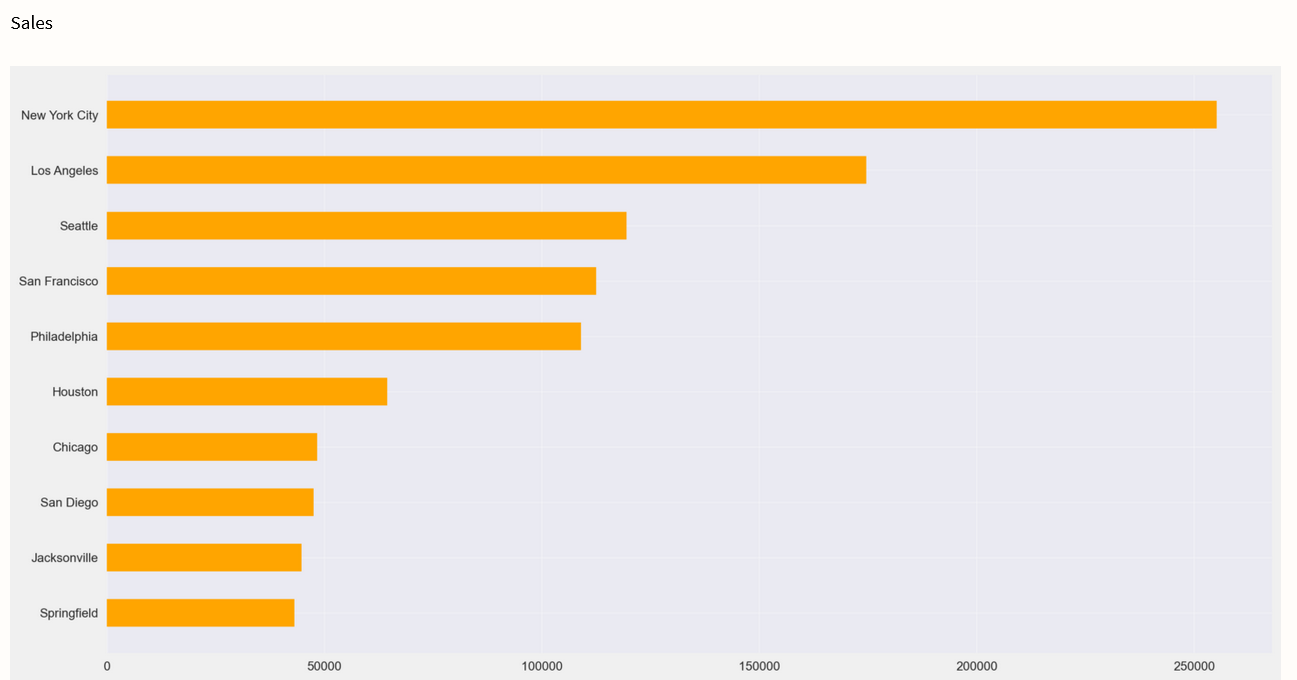 Sales
New York City
Los Angeles
Seattle
San Francisco
Philadelphia
Houston
Chicago
San Diego
Jacksonville
Springfield
0 50000 100000 150000 200000 250000